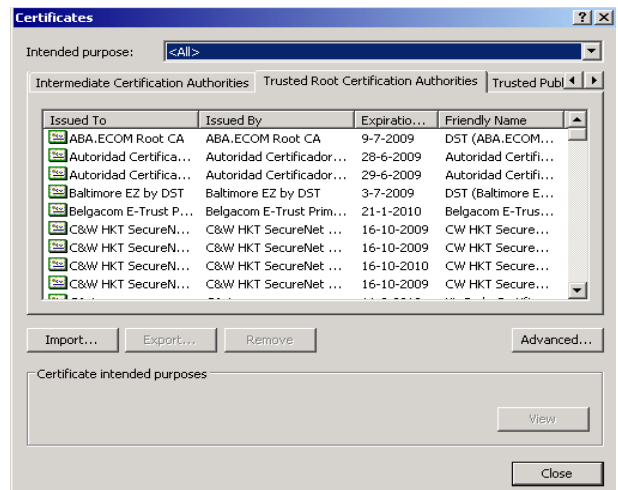 Certificates
Intended purpose: <All>
Intermediate Certification Authorities Trusted Root Certification Authorities Trusted Publ
Issued To Issued By Expiratio... Friendly Name
ABA.ECOM Root CA ABA.ECOM Root CA 9-7-2009 DST (ABA.ECOM...
Autoridad Certifica... Autoridad Certificador... 28-6-2009 Autoridad Certifi...
Autoridad Certifica... Autoridad Certificador... 29-6-2009 Autoridad Certifi...
Baltimore EZ by DST Baltimore EZ by DST 3-7-2009 DST (Baltimore E...
Belgacom E-Trust P... Belgacom E-Trust Prim... 21-1-2010 Belgacom E-Trus...
C&W HKT SecureN... C&W HKT SecureNet ... 16-10-2009 CW HKT Secure...
C&W HKT SecureN... C&W HKT SecureNet ... 16-10-2009 CW HKT Secure...
C&W HKT SecureN... C&W HKT SecureNet ... 16-10-2010 CW HKT Secure...
C&W HKT SecureN... C&W HKT SecureNet ... 16-10-2009 CW HKT Secure...
Import... Export... Remove Advanced...
Certificate intended purposes
View
Close